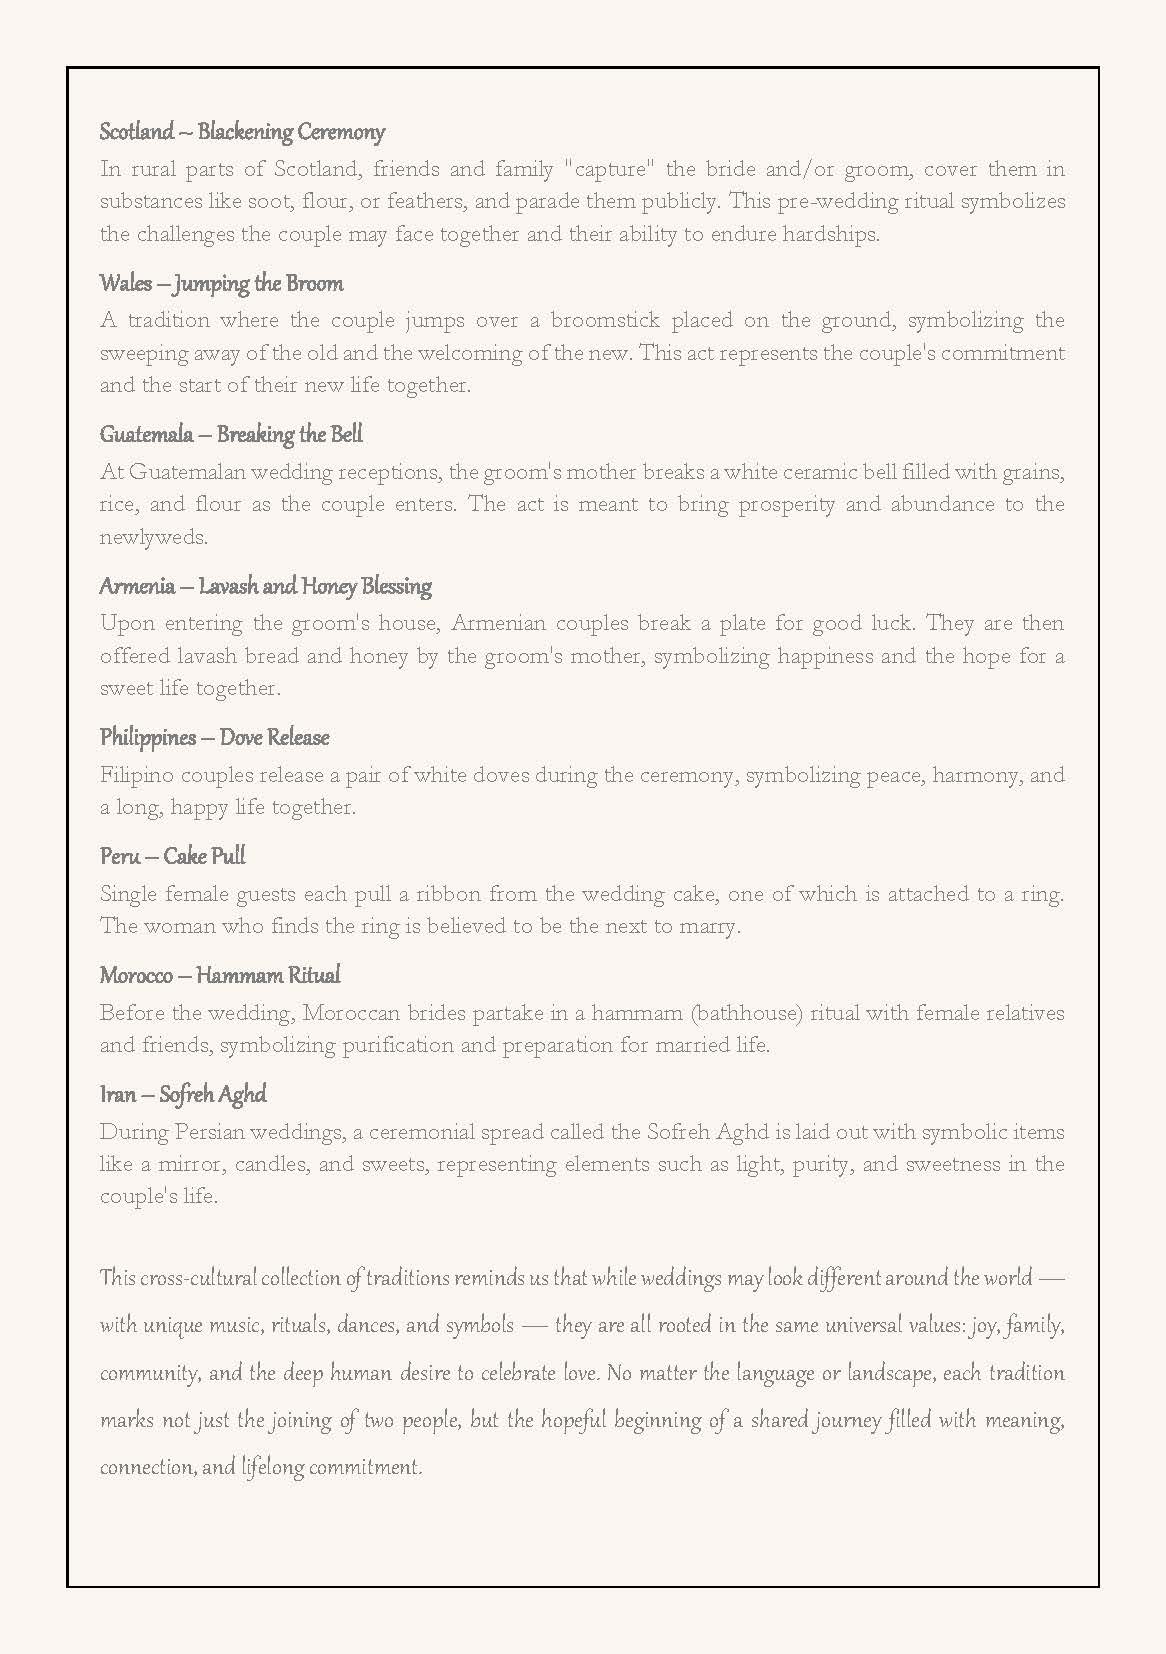 Scotland – Blackening Ceremony
In rural parts of Scotland, friends and family "capture" the bride and/or groom, cover them in
substances like soot, flour, or feathers, and parade them publicly. This pre-wedding ritual symbolizes
the challenges the couple may face together and their ability to endure hardships.
Wales – Jumping the Broom
A tradition where the couple jumps over a broomstick placed on the ground, symbolizing the
sweeping away of the old and the welcoming of the new. This act represents the couple's commitment
and the start of their new life together.
Guatemala – Breaking the Bell
At Guatemalan wedding receptions, the groom's mother breaks a white ceramic bell filled with grains,
rice, and flour as the couple enters. The act is meant to bring prosperity and abundance to the
newlyweds.
Armenia – Lavash and Honey Blessing
Upon entering the groom's house, Armenian couples break a plate for good luck. They are then
offered lavash bread and honey by the groom's mother, symbolizing happiness and the hope for a
sweet life together.
Philippines – Dove Release
Filipino couples release a pair of white doves during the ceremony, symbolizing peace, harmony, and
a long, happy life together.
Peru – Cake Pull
Single female guests each pull a ribbon from the wedding cake, one of which is attached to a ring.
The woman who finds the ring is believed to be the next to marry.
Morocco – Hammam Ritual
Before the wedding, Moroccan brides partake in a hammam (bathhouse) ritual with female relatives
and friends, symbolizing purification and preparation for married life.
Iran – Sofreh Aghd
During Persian weddings, a ceremonial spread called the Sofreh Aghd is laid out with symbolic items
like a mirror, candles, and sweets, representing elements such as light, purity, and sweetness in the
couple's life.
This cross-cultural collection of traditions reminds us that while weddings may look different around the world —
with unique music, rituals, dances, and symbols — they are all rooted in the same universal values: joy, family,
community, and the deep human desire to celebrate love. No matter the language or landscape, each tradition
marks not just the joining of two people, but the hopeful beginning of a shared journey filled with meaning,
connection, and lifelong commitment.